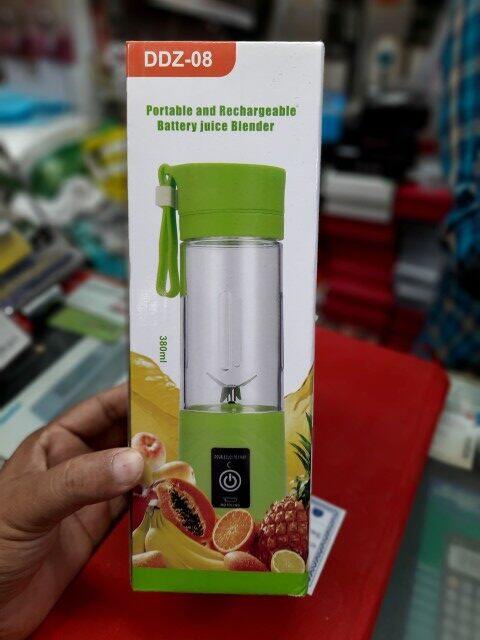 DDZ-08
Portable and Rechargeable
Battery juice Blender
380ml